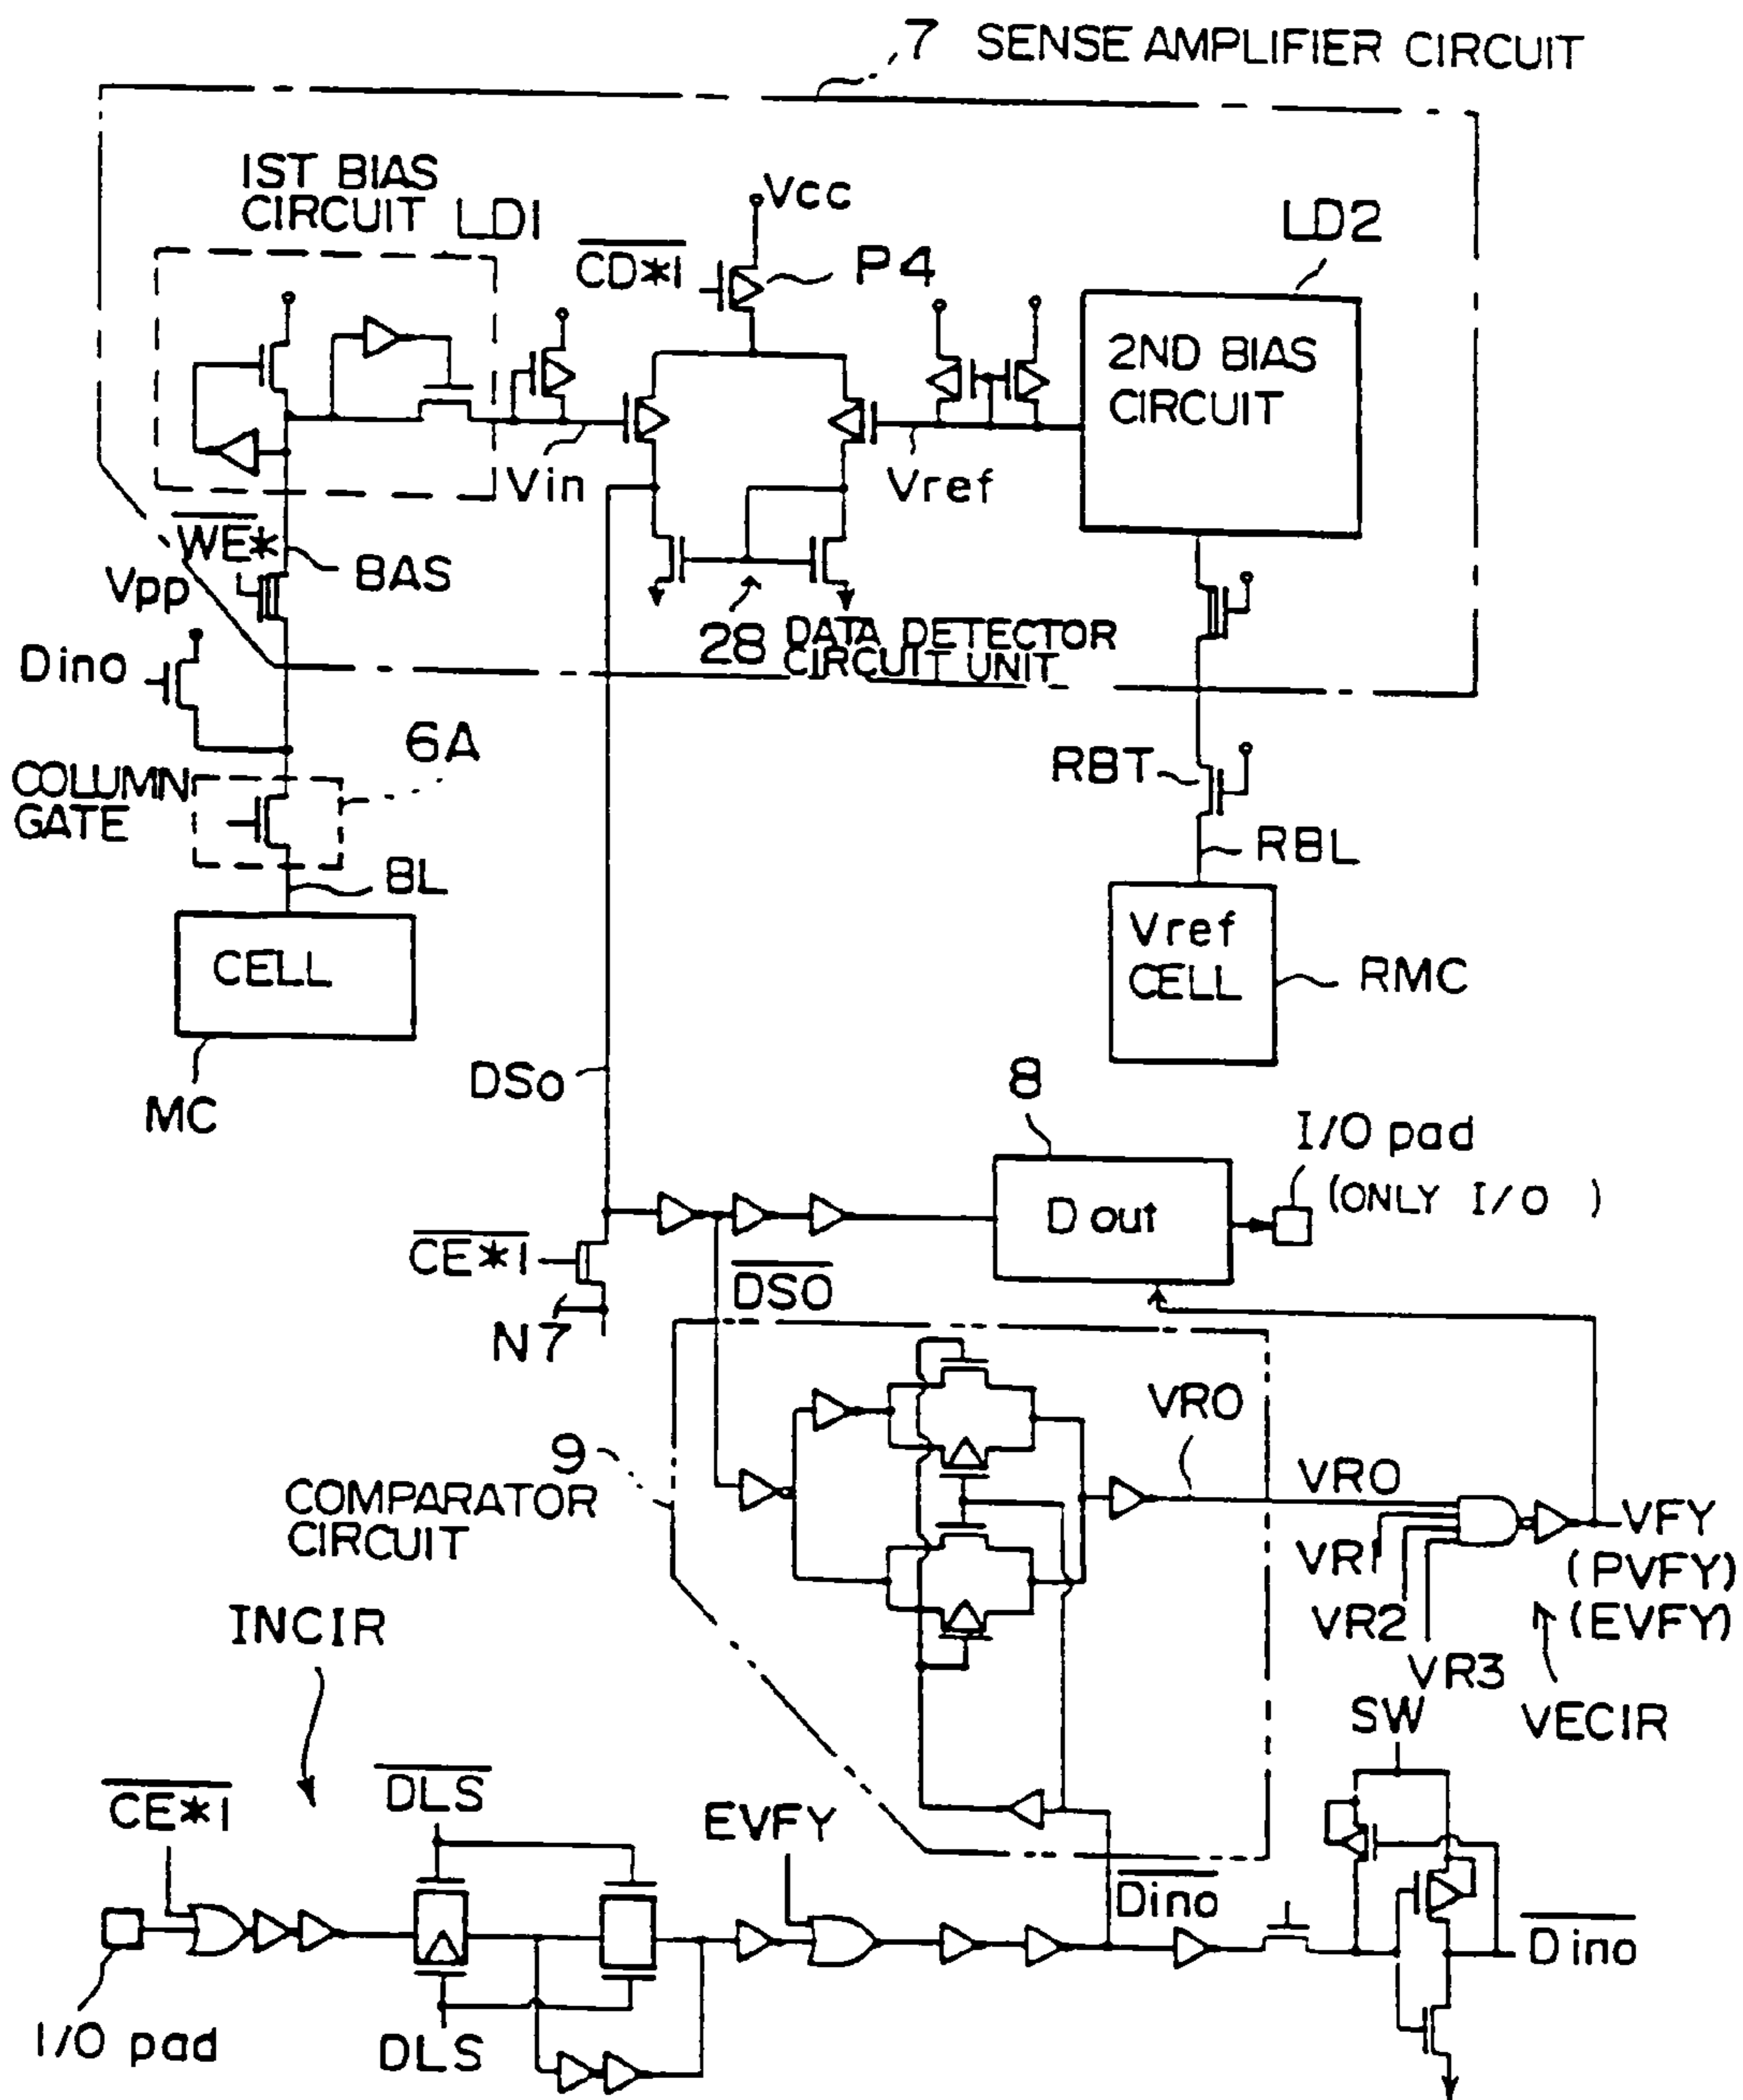 7 SENSE AMPLIFIER CIRCUIT
1ST BIAS
CIRCUIT
LD1
Vcc
CD*1
P4
LD2
2ND BIAS
CIRCUIT
Vin
Vref
WE*
BAS
Vpp
28 DATA DETECTOR
CIRCUIT UNIT
Dino
6A
COLUMN
GATE
BL
CELL
MC
RBT
RBL
Vref
CELL
RMC
DSo
8
I/O pad
(ONLY I/O )
D out
CE*1
DSO
N7
VRO
9
COMPARATOR
CIRCUIT
VRO
VR1
VR2
VR3
VFY
(PVFY)
(EVFY)
VECIR
INCIR
SW
CE*1
DLS
EVFY
Dino
Dino
I/O pad
DLS